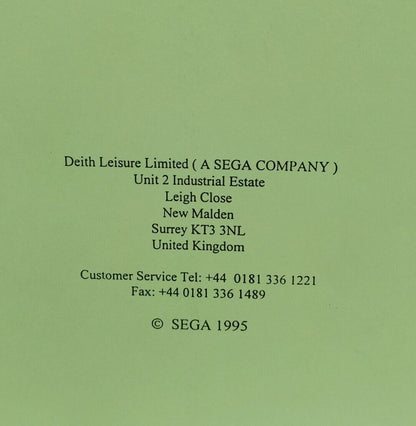 Deith Leisure Limited ( A SEGA COMPANY )
Unit 2 Industrial Estate
Leigh Close
New Malden
Surrey KT3 3NL
United Kingdom
Customer Service Tel: +44 0181 336 1221
Fax: +44 0181 336 1489
© SEGA 1995